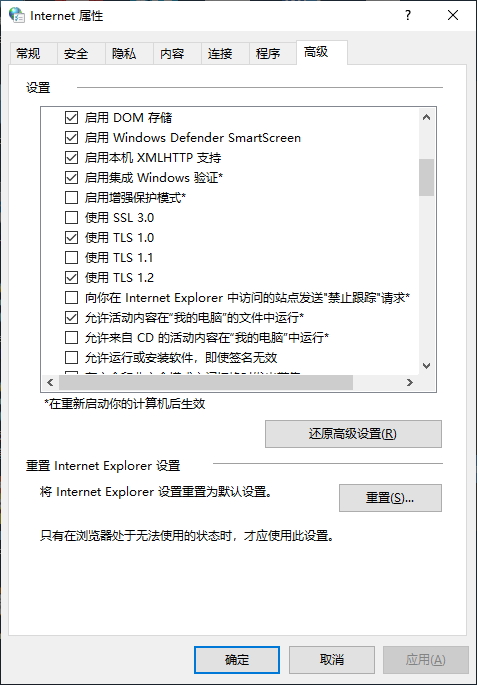 Internet 属性
常规 安全 隐私 内容 连接 程序 高级
设置
启用 DOM 存储
启用 Windows Defender SmartScreen
启用本机 XMLHTTP 支持
启用集成 Windows 验证*
启用增强保护模式*
使用 SSL 3.0
使用 TLS 1.0
使用 TLS 1.1
使用 TLS 1.2
向你在 Internet Explorer 中访问的站点发送"禁止跟踪"请求*
允许活动内容在“我的电脑”的文件中运行*
允许来自 CD 的活动内容在“我的电脑”中运行*
允许运行或安装软件，即使签名无效
*在重新启动你的计算机后生效
还原高级设置(R)
重置 Internet Explorer 设置
将 Internet Explorer 设置重置为默认设置。
重置(S)...
只有在浏览器处于无法使用的状态时，才应使用此设置。
确定 取消 应用(A)